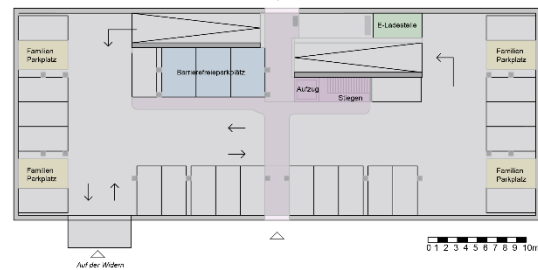 E-Ladestelle
Familien
Parkplatz
Familien
Parkplatz
Barrierefreieparkplätz
Aufzug
Stiegen
Familien
Parkplatz
Familien
Parkplatz
0 1 2 3 4 5 6 7 8 9 10m
Auf der Widern